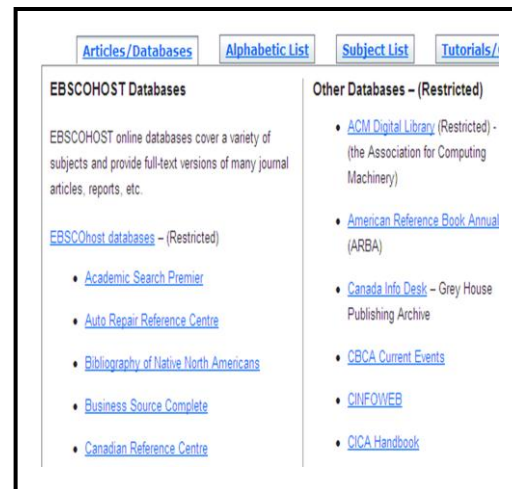 Articles/Databases
Alphabetic List
Subject List
Tutorials/
EBSCOHOST Databases
EBSCOHOST online databases cover a variety of
subjects and provide full-text versions of many journal
articles, reports, etc.
EBSCOhost databases – (Restricted)
• Academic Search Premier
• Auto Repair Reference Centre
• Bibliography of Native North Americans
• Business Source Complete
• Canadian Reference Centre
Other Databases – (Restricted)
• ACM Digital Library (Restricted) -
(the Association for Computing
Machinery)
• American Reference Book Annual
(ARBA)
• Canada Info Desk – Grey House
Publishing Archive
• CBCA Current Events
• CINFOWEB
• CICA Handbook